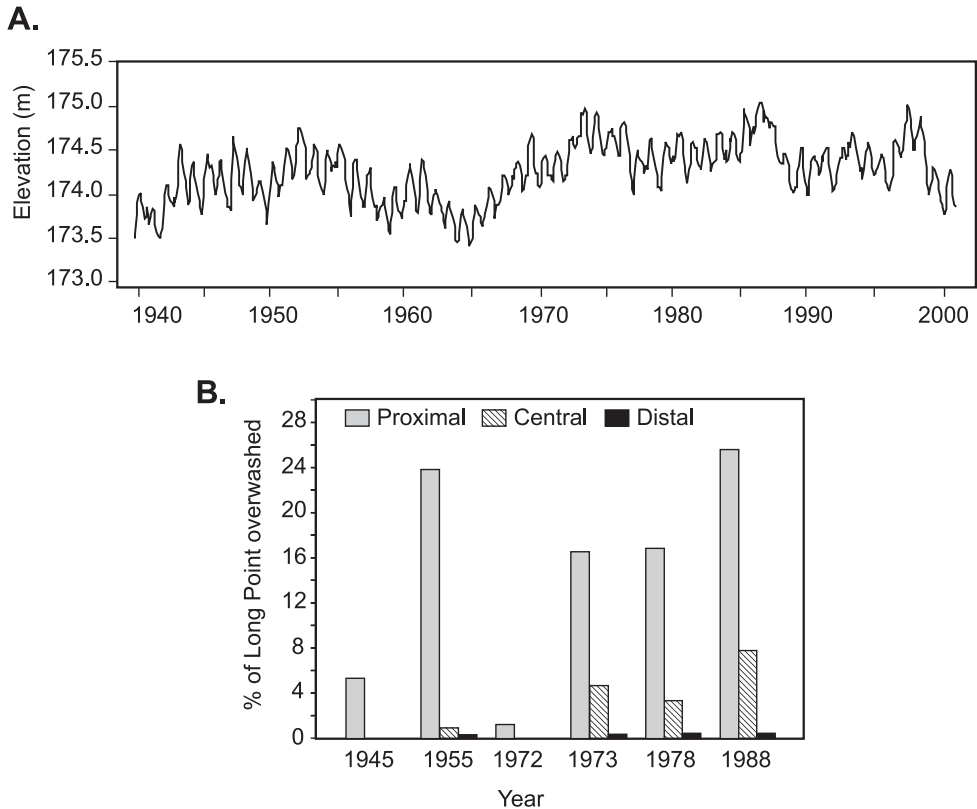 A.
Elevation (m)
175.5
175.0
174.5
174.0
173.5
173.0
1940 1950 1960 1970 1980 1990 2000
B.
% of Long Point overwashed
Proximal Central Distal
28
24
20
16
12
8
4
0
1945 1955 1972 1973 1978 1988
Year